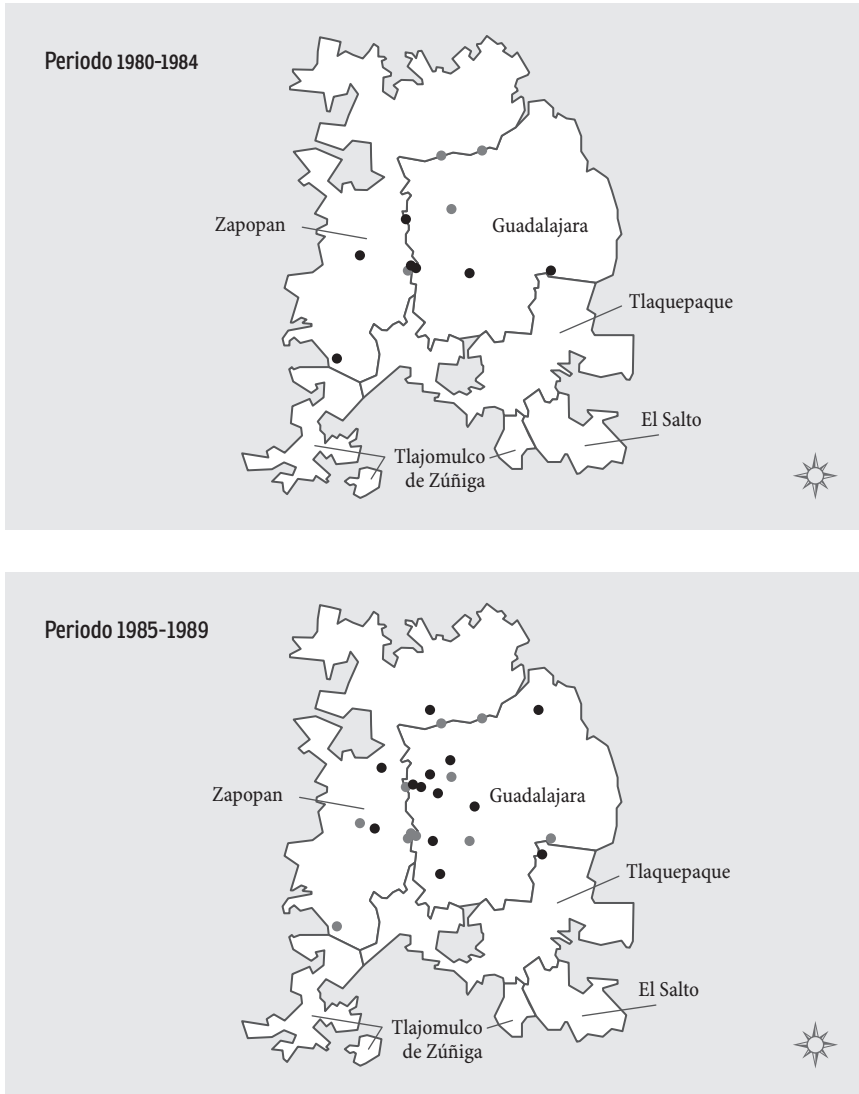 Periodo 1980-1984
Zapopan
Guadalajara
Tlaquepaque
El Salto
Tlajomulco
de Zúñiga
Periodo 1985-1989
Zapopan
Guadalajara
Tlaquepaque
El Salto
Tlajomulco
de Zúñiga